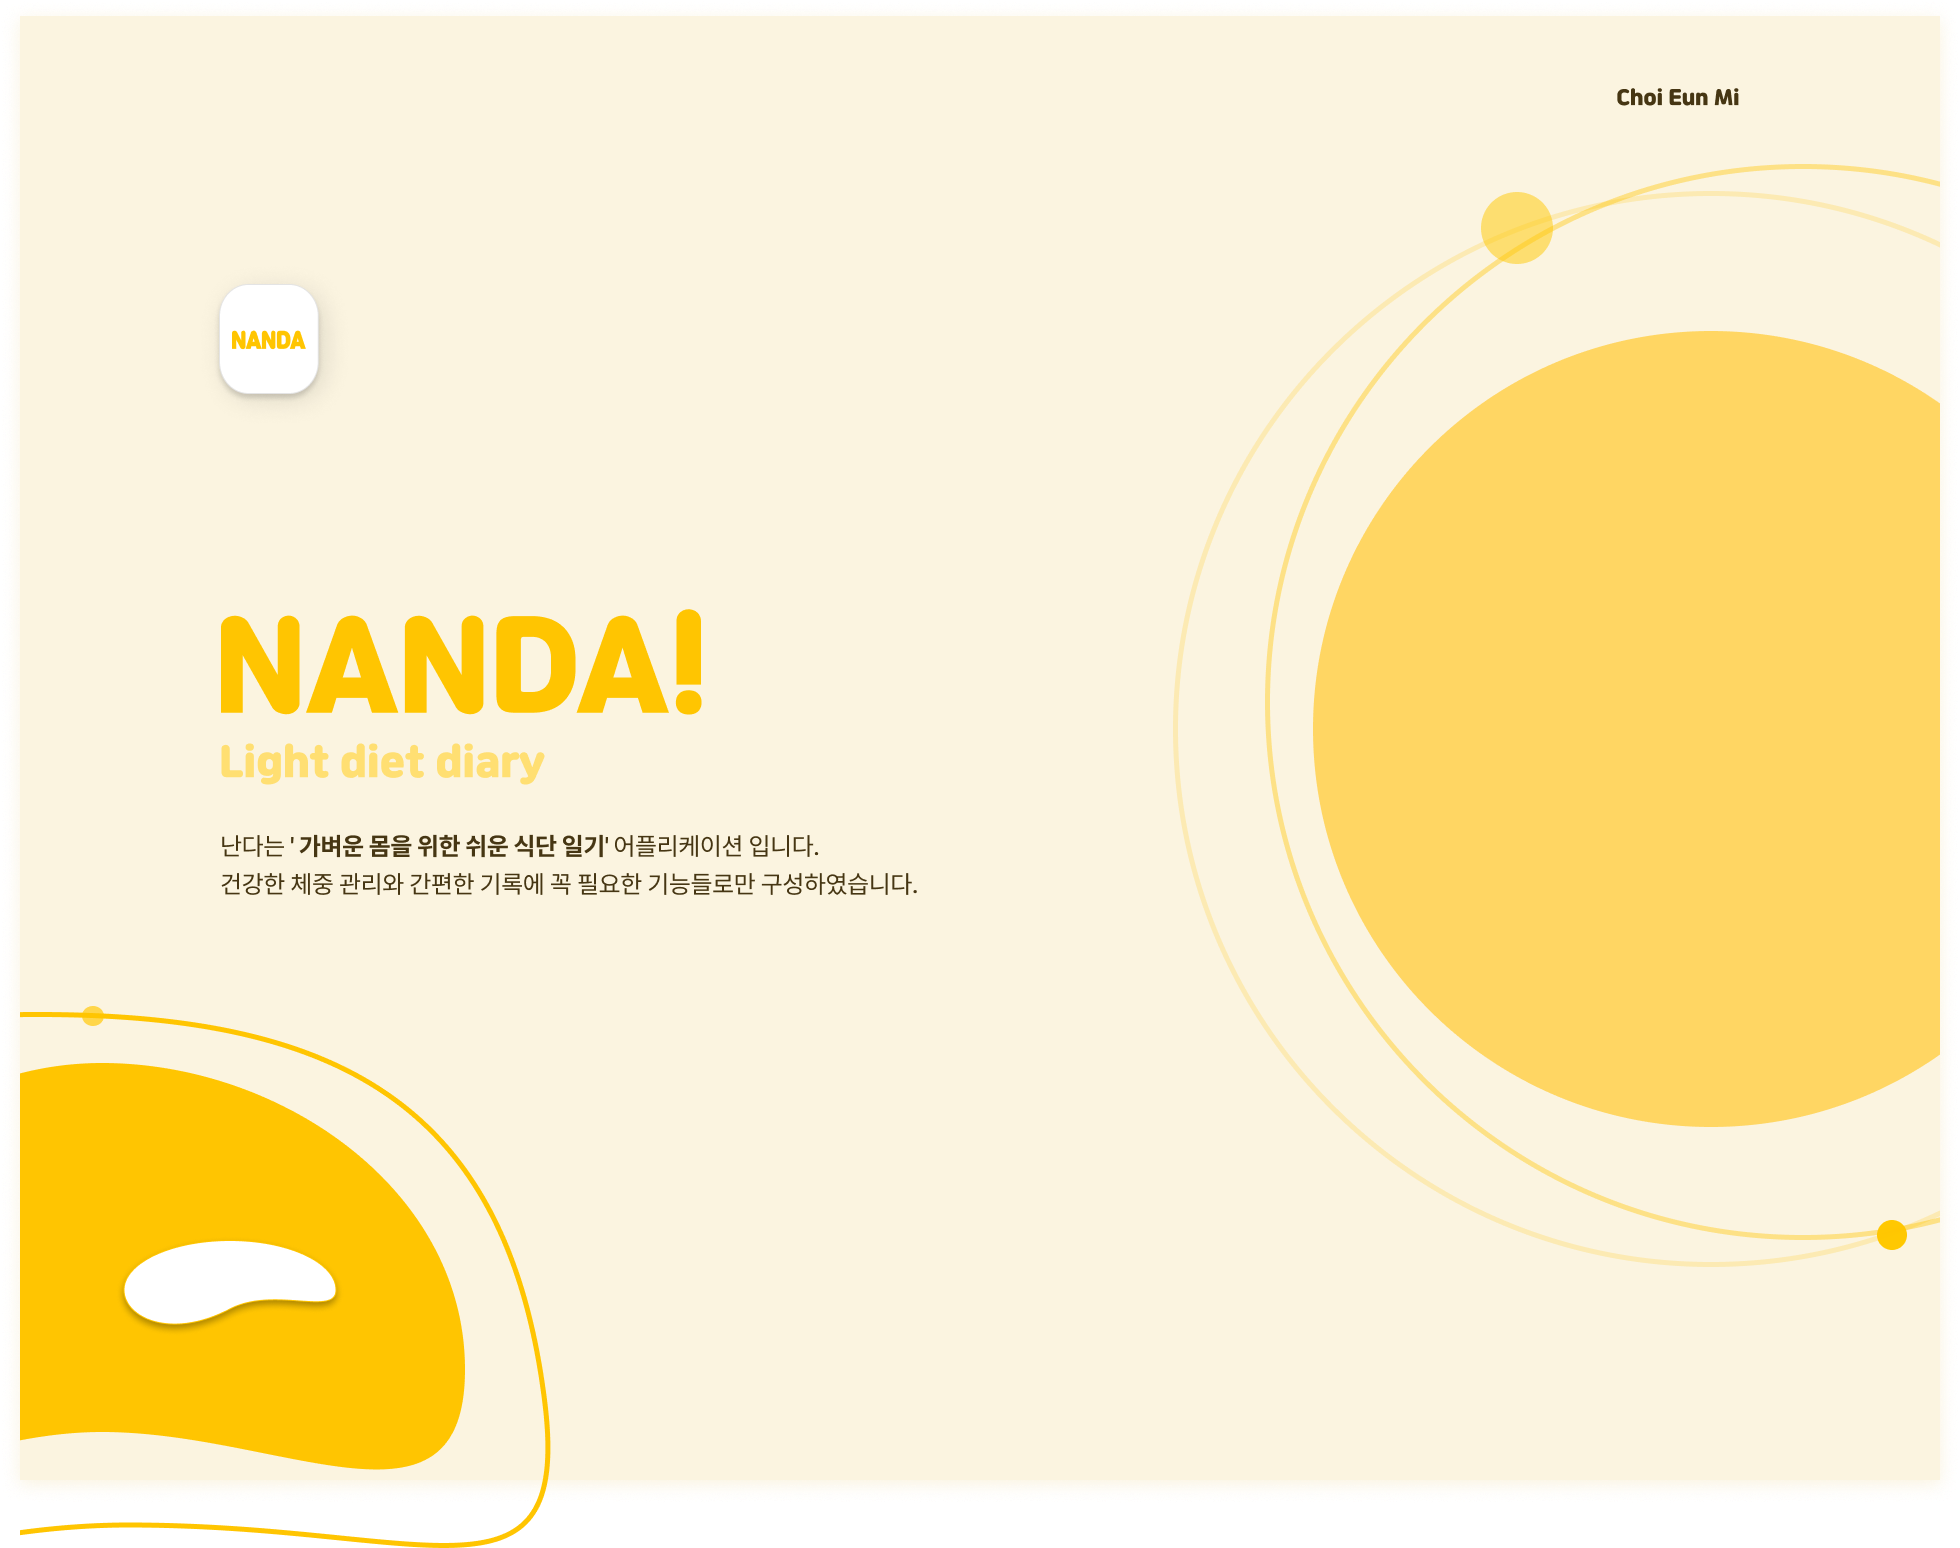 Choi Eun Mi
NANDA
NANDA!
Light diet diary
난다는 ' 가벼운 몸을 위한 쉬운 식단 일기' 어플리케이션 입니다.
건강한 체중 관리와 간편한 기록에 꼭 필요한 기능들로만 구성하였습니다.